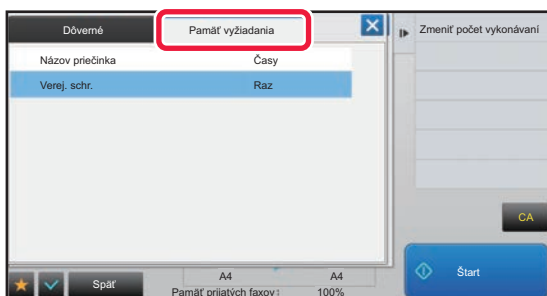 Dôverné
Pamäť vyžiadania
Zmeniť počet vykonávaní
Názov priečinka Časy
Verej. schr. Raz
CA
Späť
A4 A4
Pamäť prijatých faxov: 100%
Štart